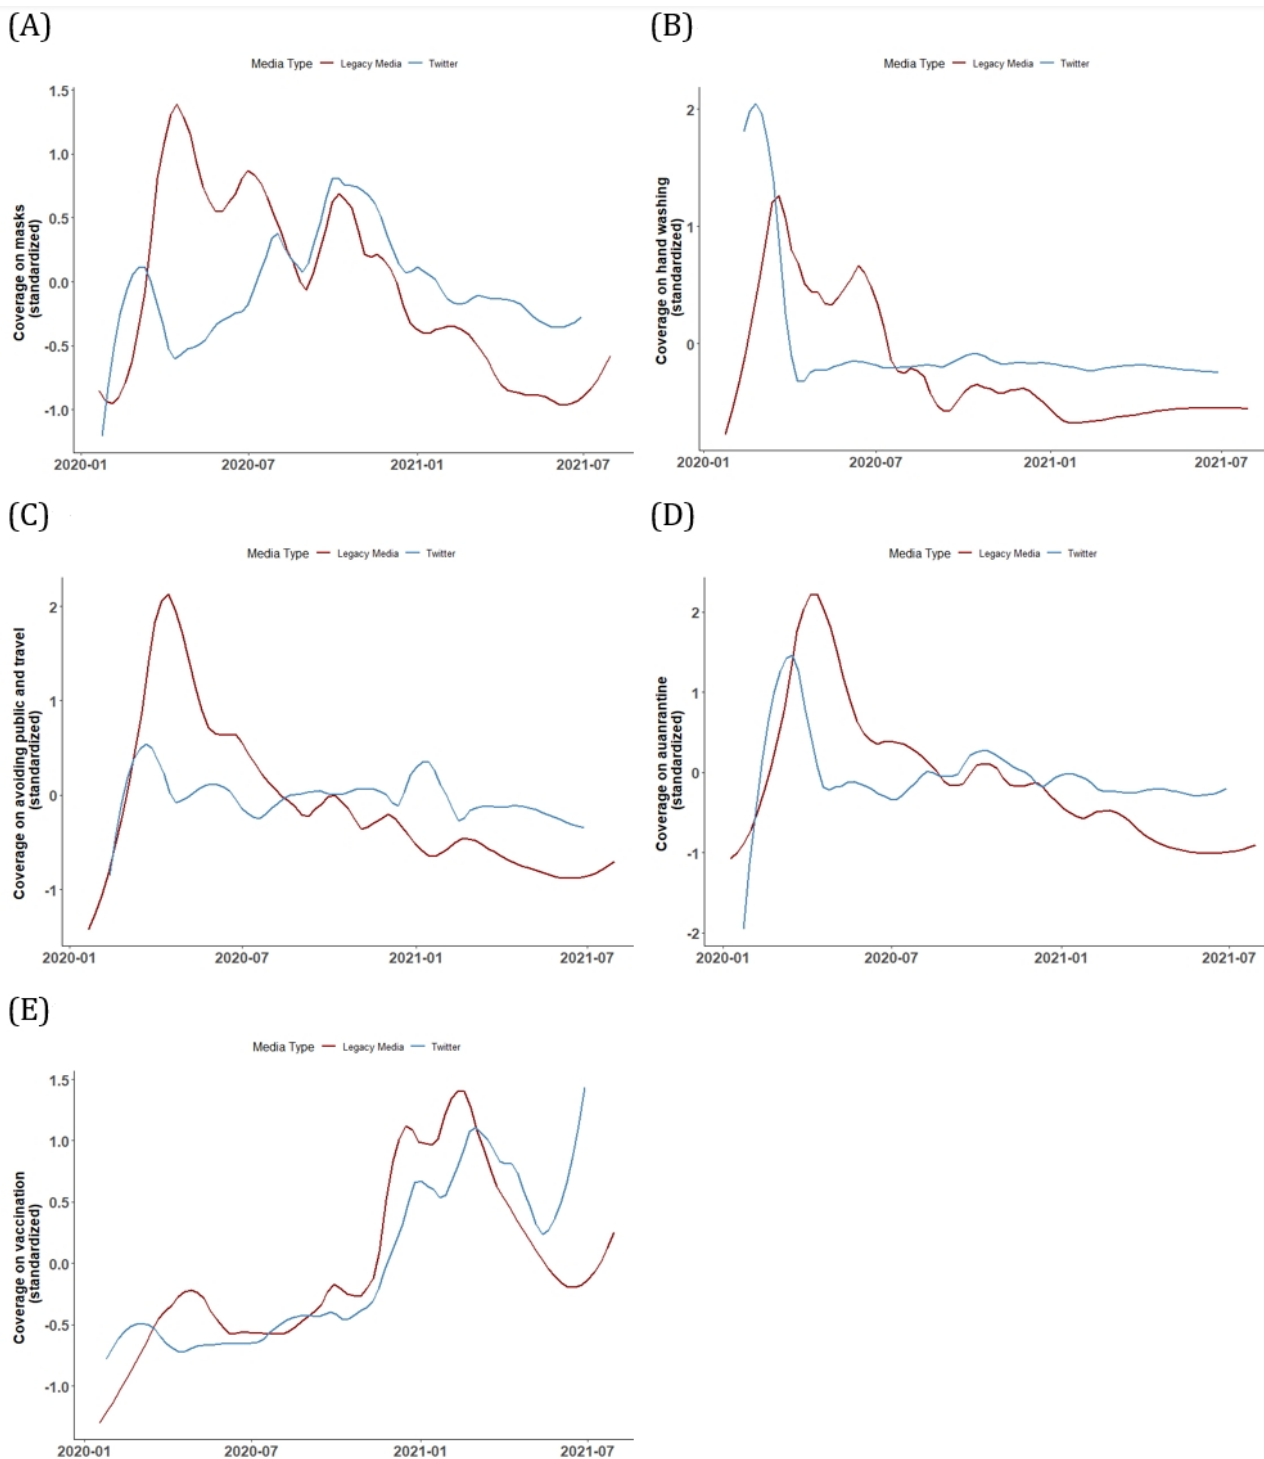 (A)
Media Type Legacy Media Twitter
Coverage on masks
(standardized)
1.5
1.0
0.5
0.0
-0.5
-1.0
2020-01 2020-07 2021-01 2021-07
(B)
Media Type Legacy Media Twitter
Coverage on hand washing
(standardized)
2
1
0
2020-01 2020-07 2021-01 2021-07
(C)
Media Type Legacy Media Twitter
Coverage on avoiding public and travel
(standardized)
2
1
0
-1
2020-01 2020-07 2021-01 2021-07
(D)
Media Type Legacy Media Twitter
Coverage on auanrantine
(standardized)
2
1
0
-1
-2
2020-01 2020-07 2021-01 2021-07
(E)
Media Type Legacy Media Twitter
Coverage on vaccination
(standardized)
1.5
1.0
0.5
0.0
-0.5
-1.0
2020-01 2020-07 2021-01 2021-07